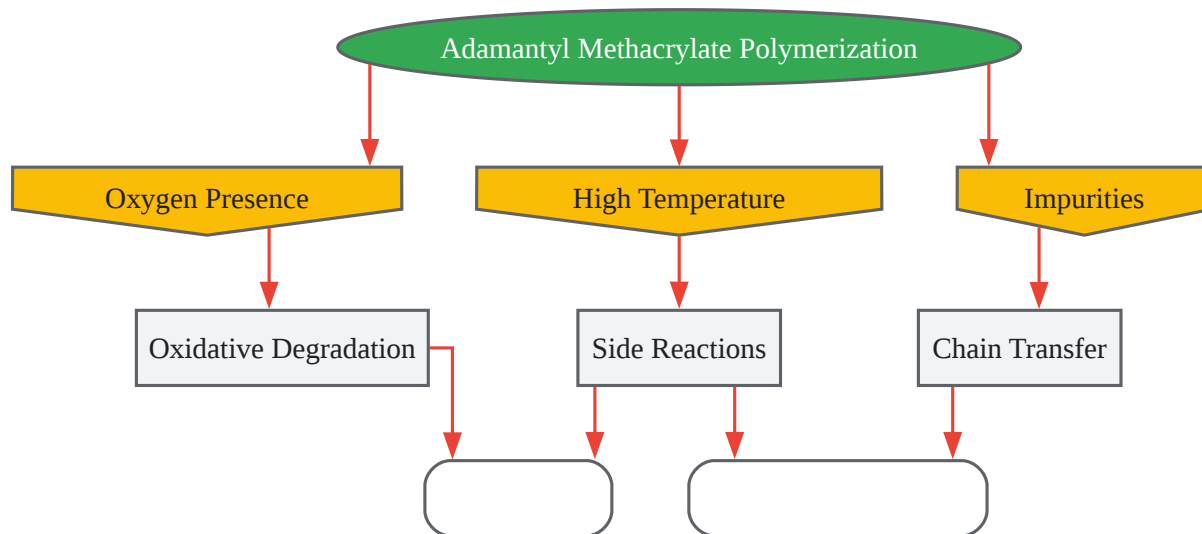 Adamantyl Methacrylate Polymerization
Oxygen Presence
High Temperature
Impurities
Oxidative Degradation
Side Reactions
Chain Transfer